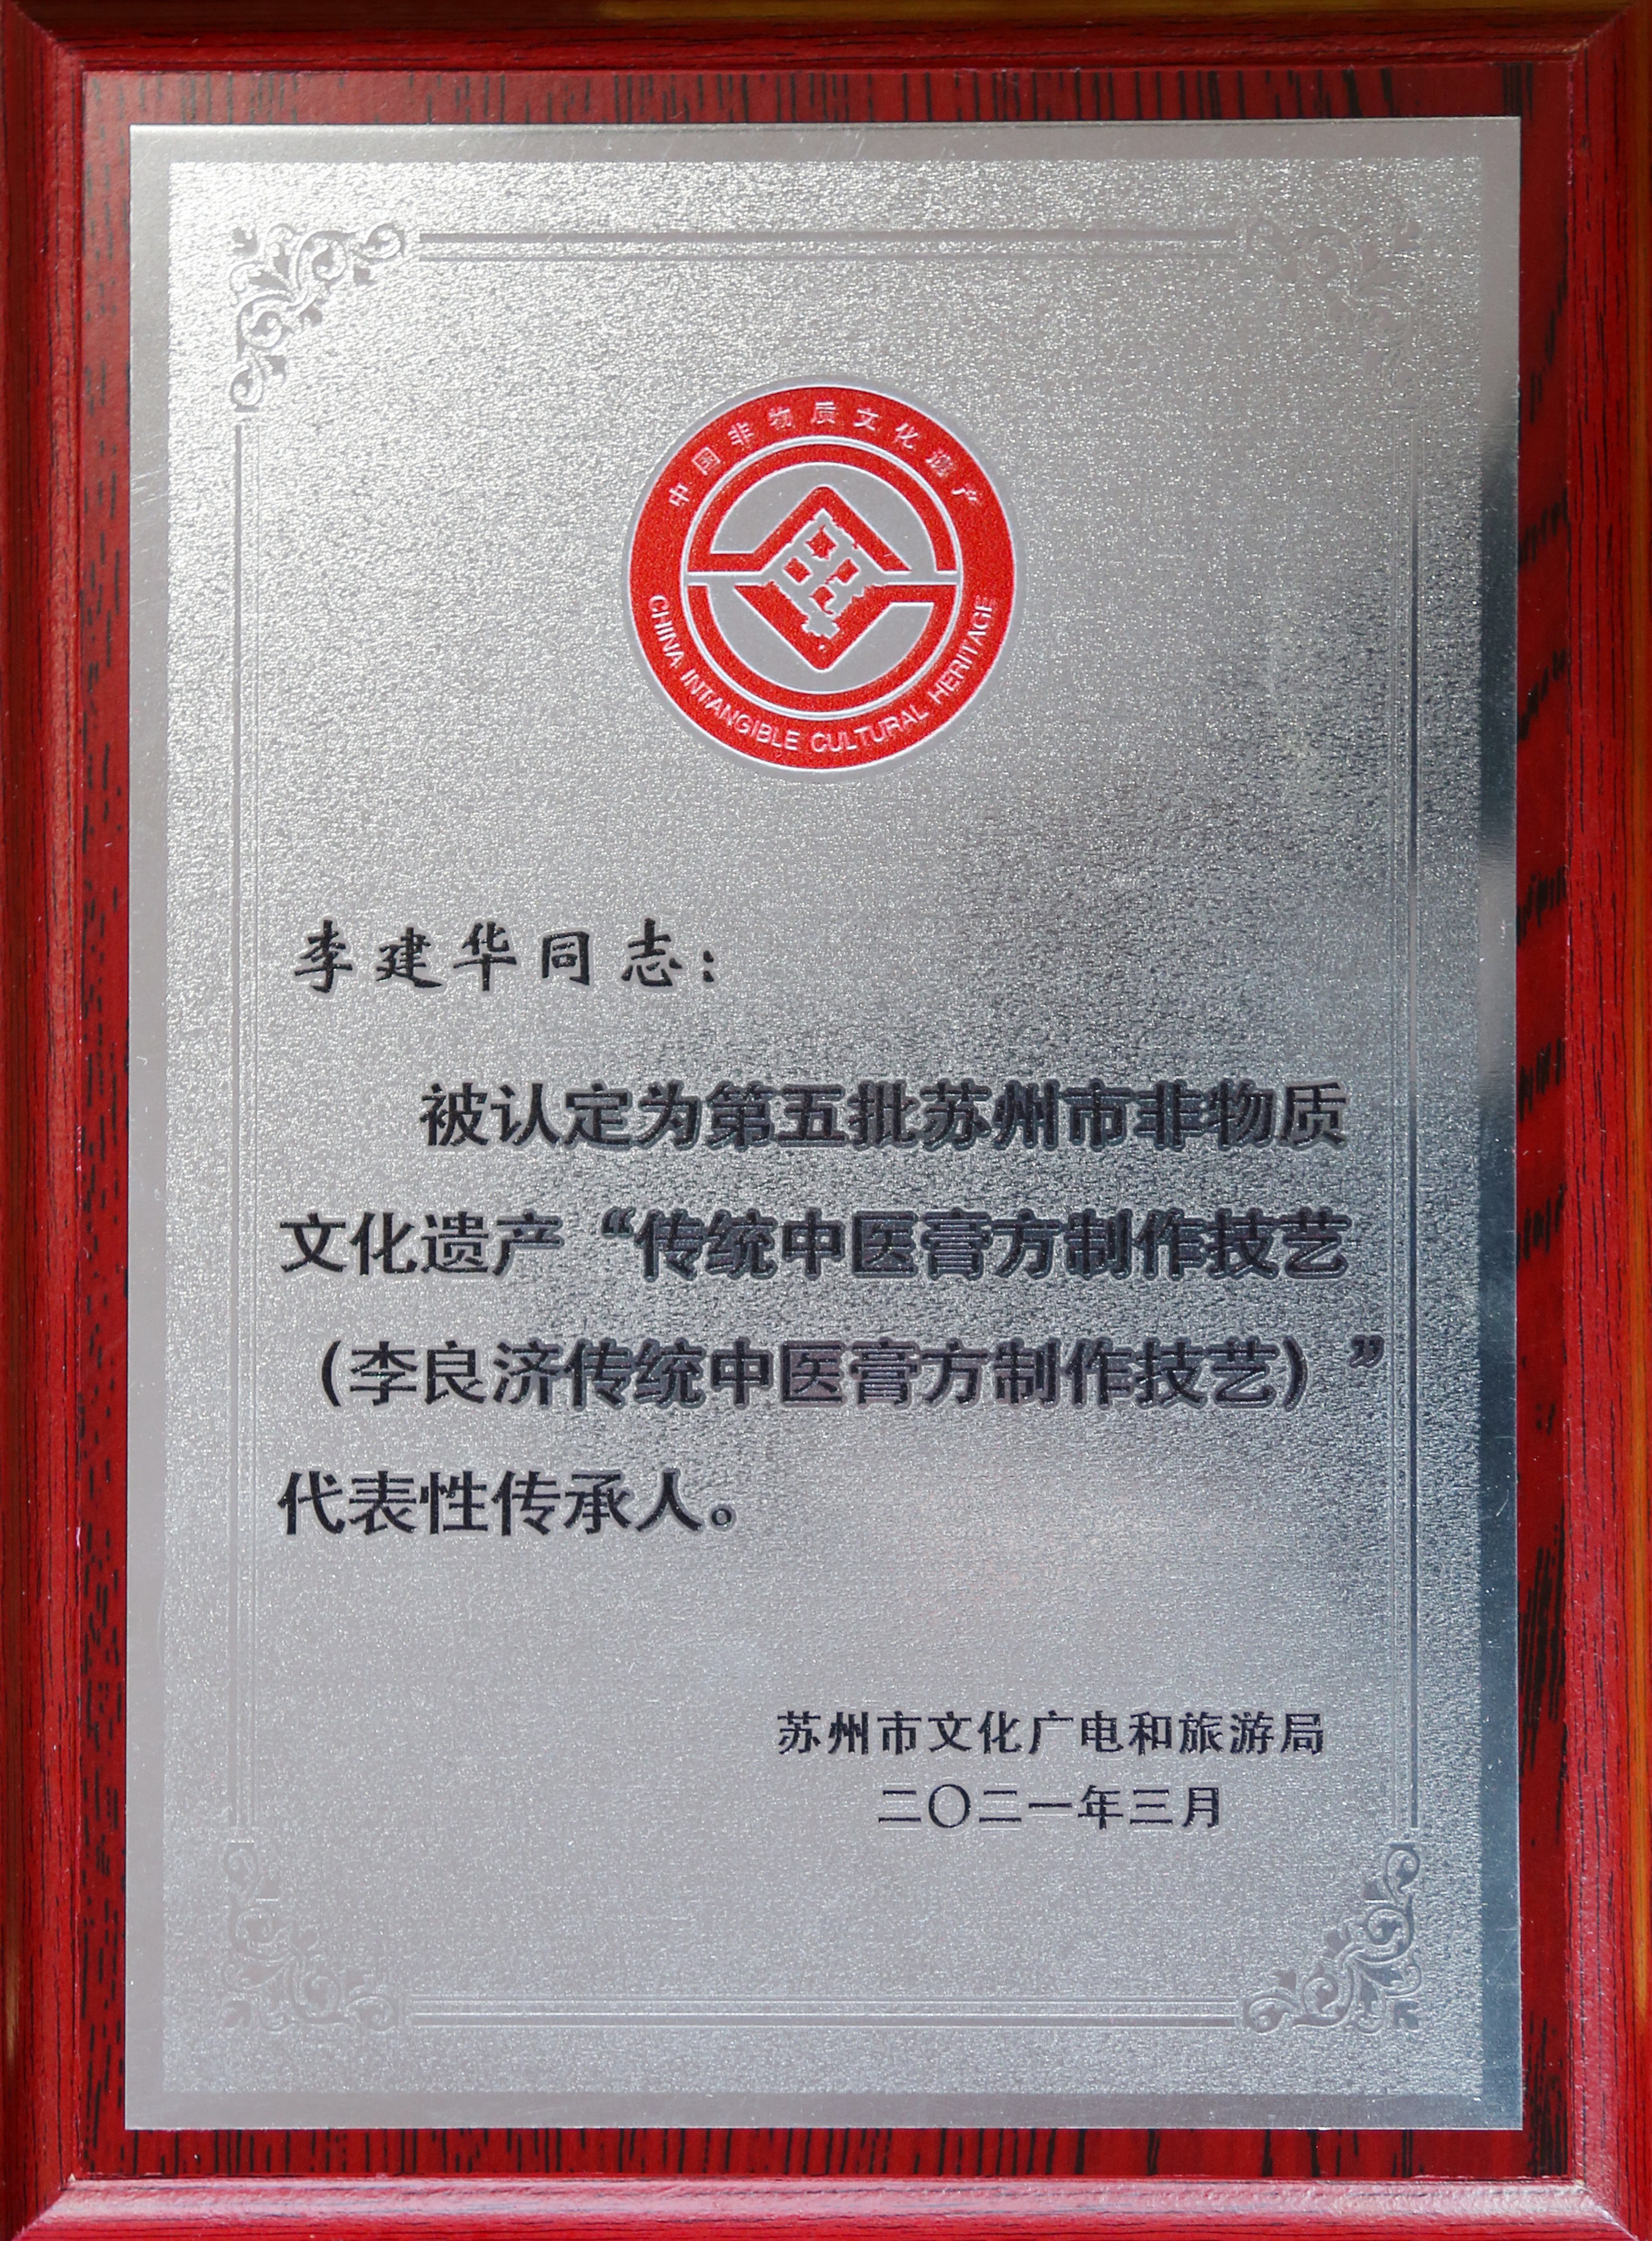 中国非物质文化遗产
CHINA INTANGIBLE CULTURAL HERITAGE
李建华同志：
被认定为第五批苏州市非物质
文化遗产“传统中医膏方制作技艺
（李良济传统中医膏方制作技艺）”
代表性传承人。
苏州市文化广电和旅游局
二〇二一年三月